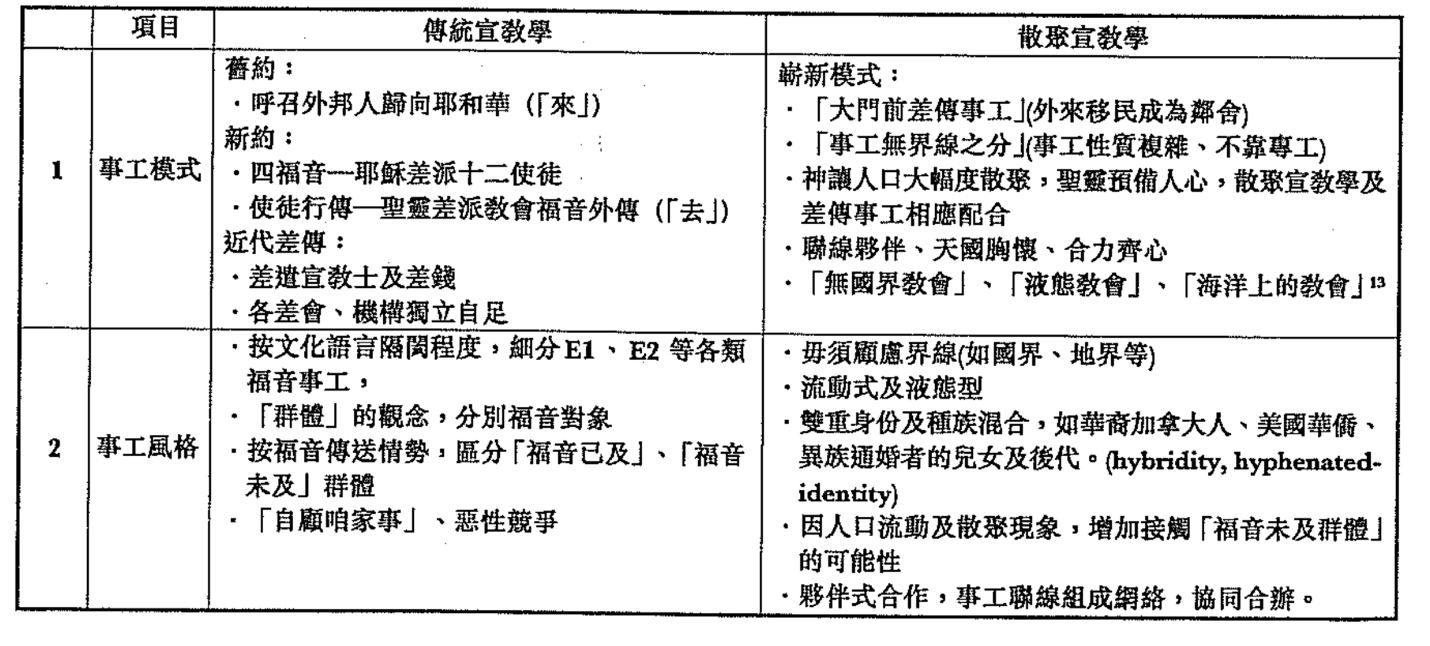 項目
傳統宣教學
散聚宣教學
1
事工模式
舊約：
・呼召外邦人歸向耶和華（「來」）
新約：
・四福音—耶穌差派十二使徒
・使徒行傳—聖靈差派教會福音外傳（「去」）
近代差傳：
・差遣宣教士及差錢
・各差會、機構獨立自足
嶄新模式：
・「大門前差傳事工」(外來移民成為鄰舍)
・「事工無界線之分」(事工性質複雜、不靠專工)
・神讓人口大幅度散聚，聖靈預備人心，散聚宣教學及
差傳事工相應配合
・聯線夥伴、天國胸懷、合力齊心
・「無國界教會」、「液態教會」、「海洋上的教會」13
2
事工風格
・按文化語言隔閡程度，細分E1、E2 等各類
福音事工，
・「群體」的觀念，分別福音對象
・按福音傳送情勢，區分「福音已及」、「福音
未及」群體
・「自顧咱家事」、惡性競爭
・毋須顧慮界線(如國界、地界等)
・流動式及液態型
・雙重身份及種族混合，如華裔加拿大人、美國華僑、
異族通婚者的兒女及後代。(hybridity, hyphenated-
identity)
・因人口流動及散聚現象，增加接觸「福音未及群體」
的可能性
・夥伴式合作，事工聯線組成網絡，協同合辦。